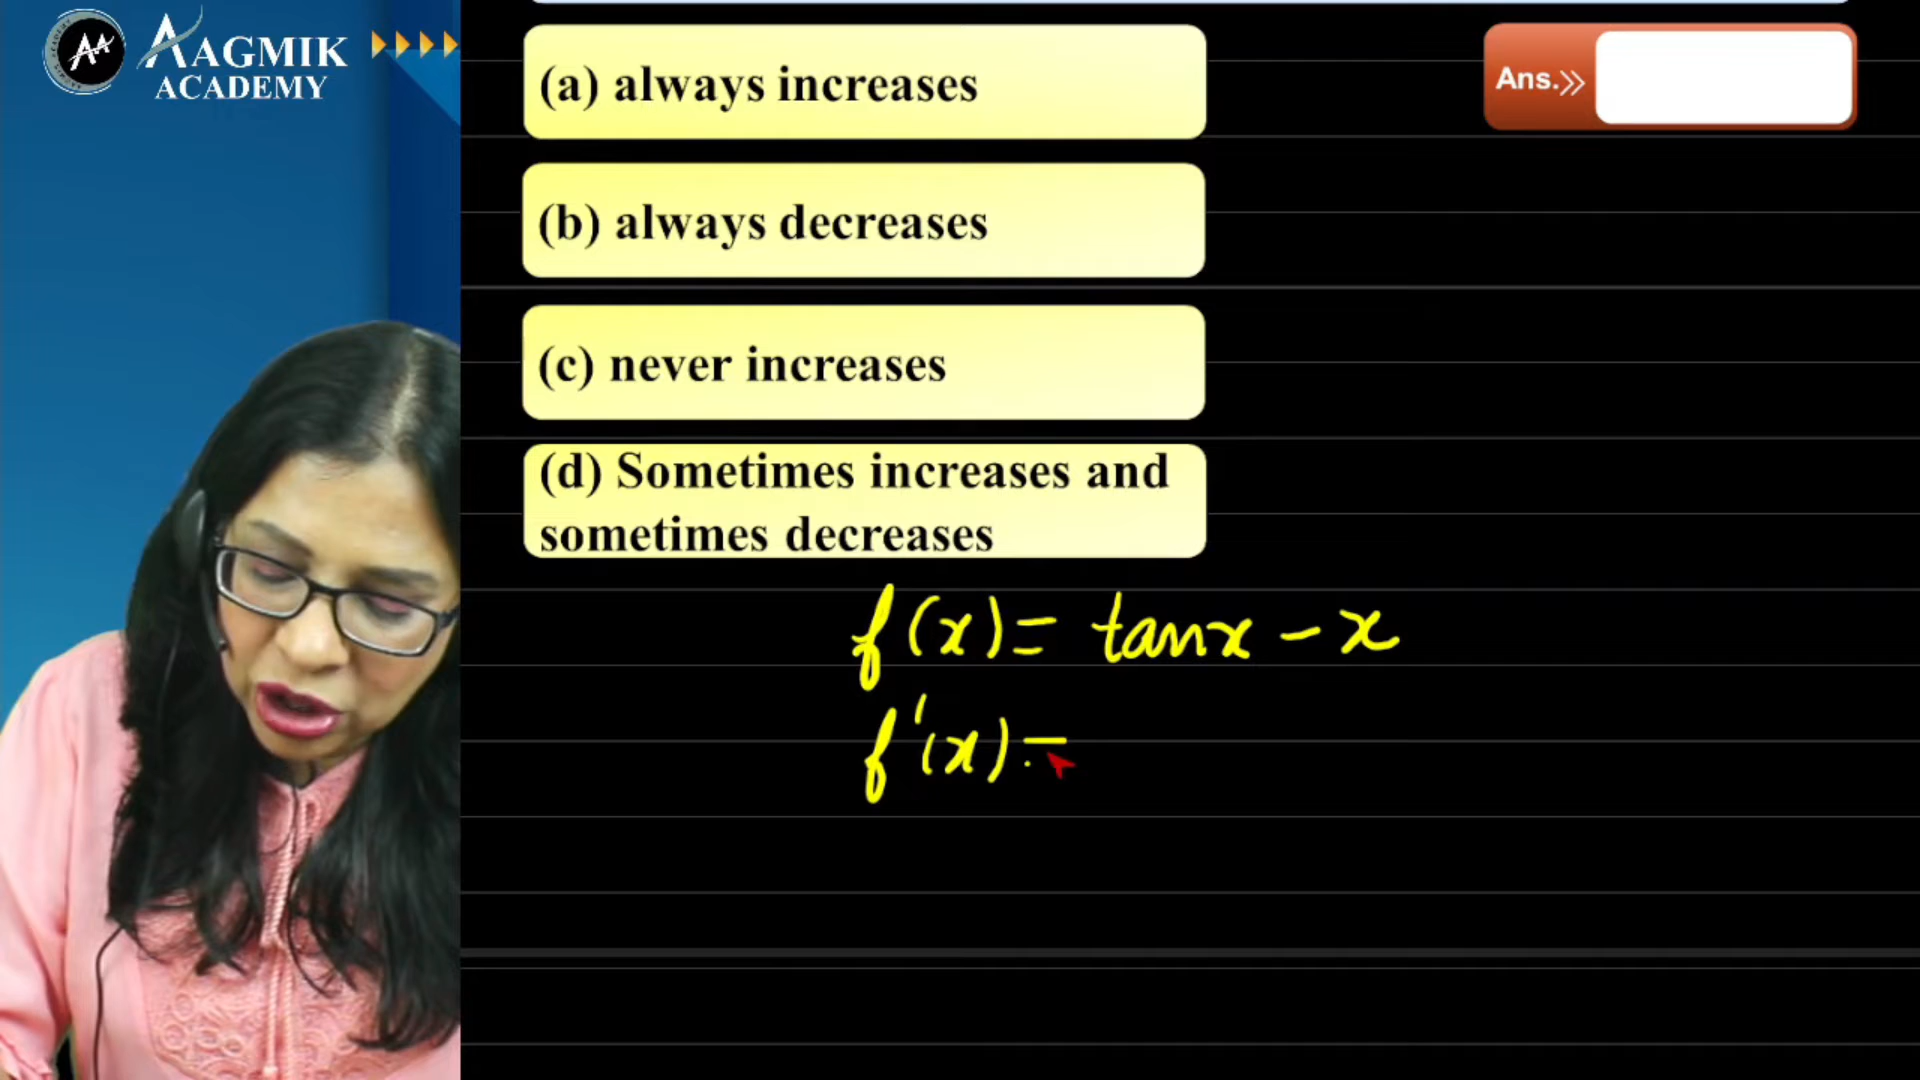 AAGMIK
ACADEMY
(a) always increases
Ans.
(b) always decreases
(c) never increases
(d) Sometimes increases and
sometimes decreases
f(x)= tanx - x
f'(x)=